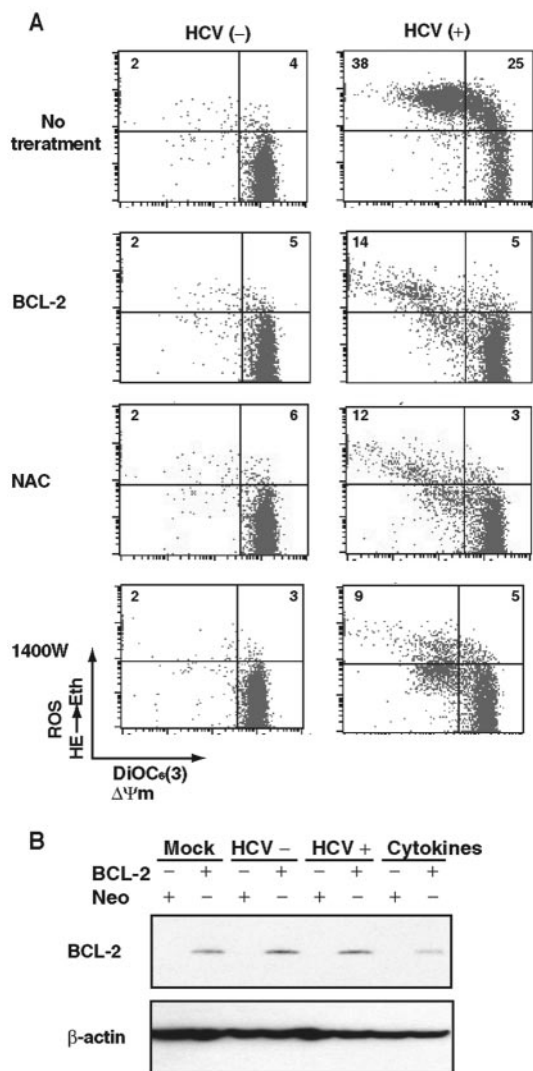 A
HCV (–) HCV (+)
No treratment
2 4 38 25
BCL-2
2 5 14 5
NAC
2 6 12 3
1400W
2 3 9 5
ROS
HE → Eth
DiOC₆(3)
ΔΨm
B
Mock HCV – HCV + Cytokines
BCL-2 – + – + – + – +
Neo + – + – + – + –
BCL-2
β-actin